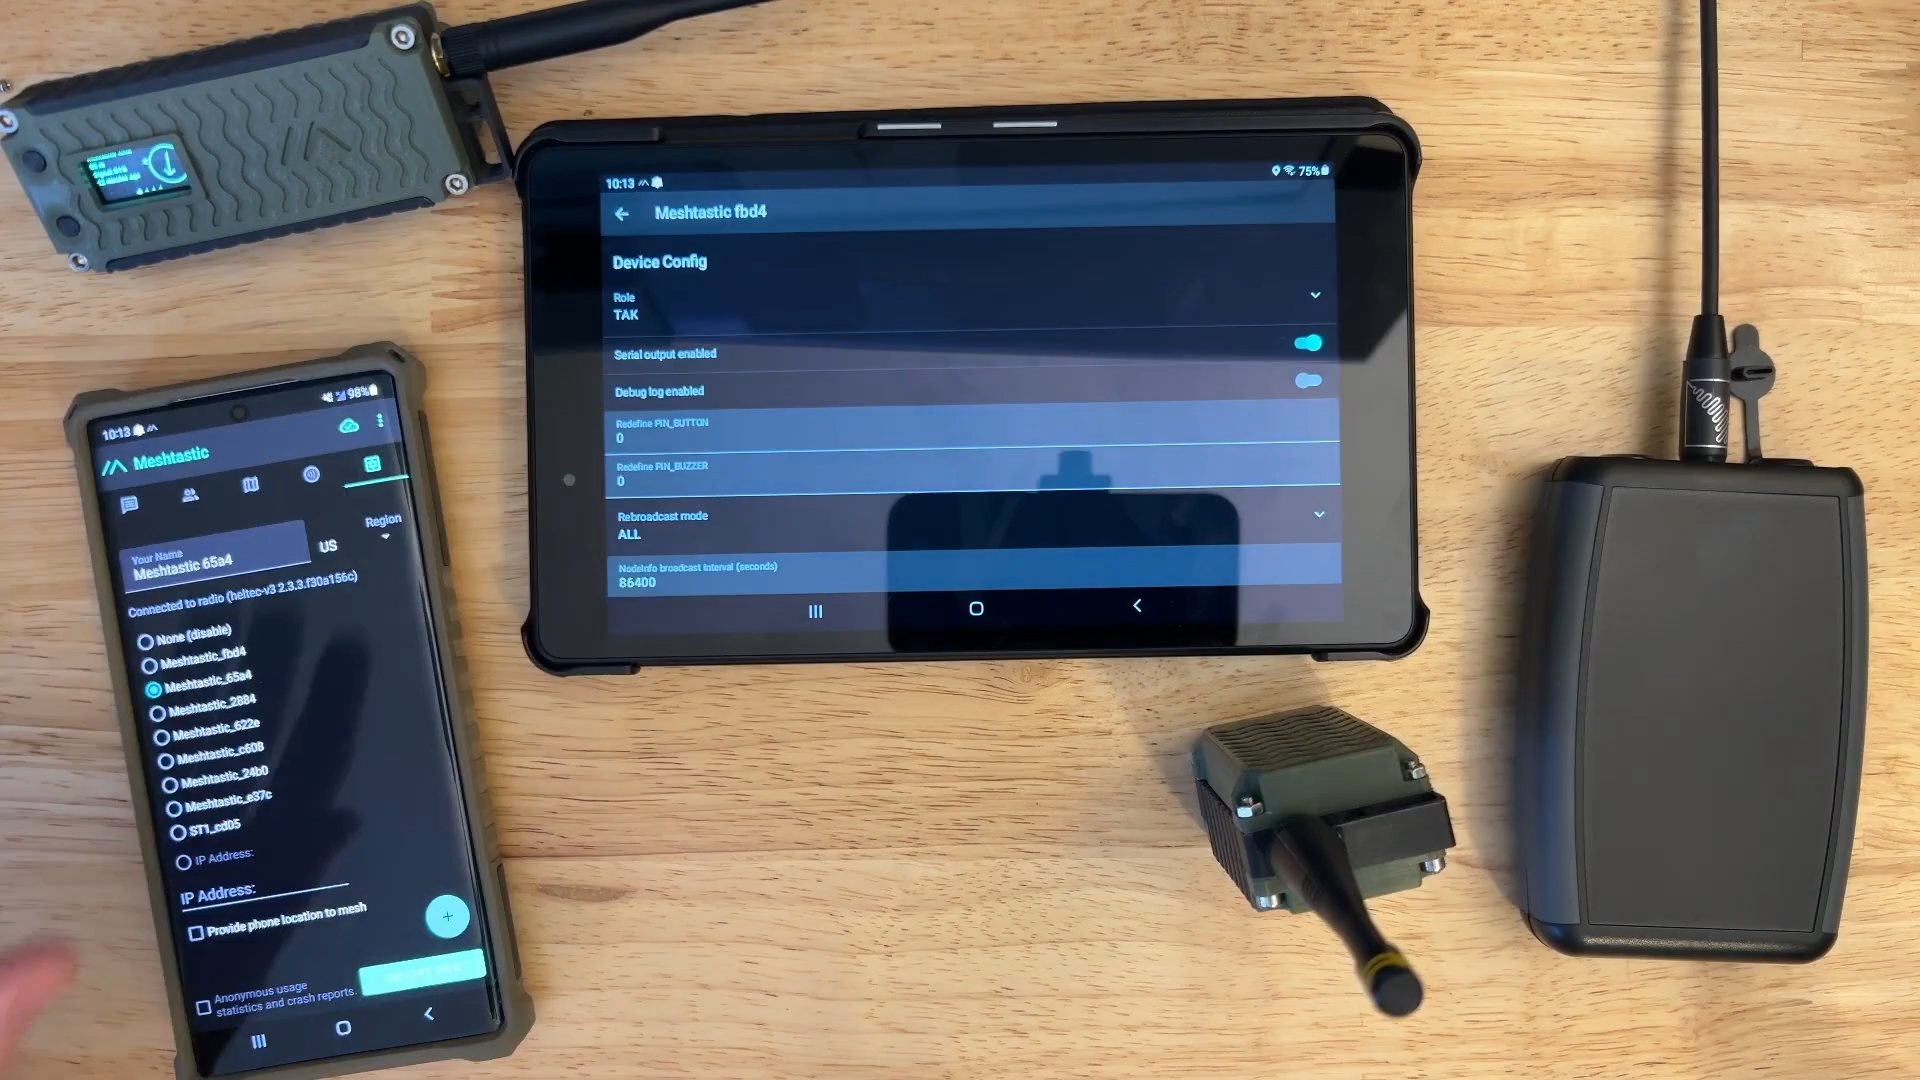 10:13
75%
Meshtastic fbd4
Device Config
Role
TAK
Serial output enabled
Debug log enabled
Redefine PIN_BUTTON
0
Redefine PIN_BUZZER
0
Rebroadcast mode
ALL
NodeInfo broadcast interval (seconds)
86400
10:13
98%
Meshtastic
Your Name
Meshtastic 65a4
US
Region
Connected to radio (heltec-v3 2.3.3.f30a156c)
None (disable)
Meshtastic_fbd4
Meshtastic_65a4
Meshtastic_2884
Meshtastic_622e
Meshtastic_c608
Meshtastic_24b0
Meshtastic_e37c
ST1_cd05
IP Address:
IP Address:
Provide phone location to mesh
Anonymous usage
statistics and crash reports.